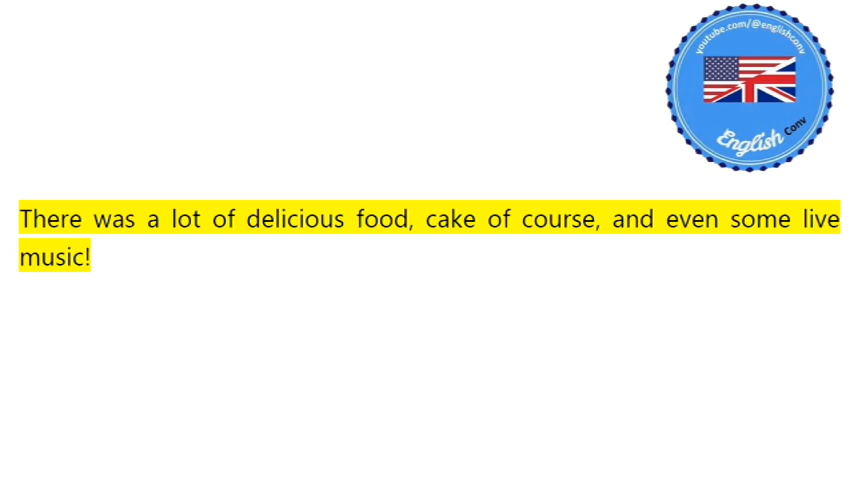 youtube.com/@englishconv
English Conv
There was a lot of delicious food, cake of course, and even some live
music!